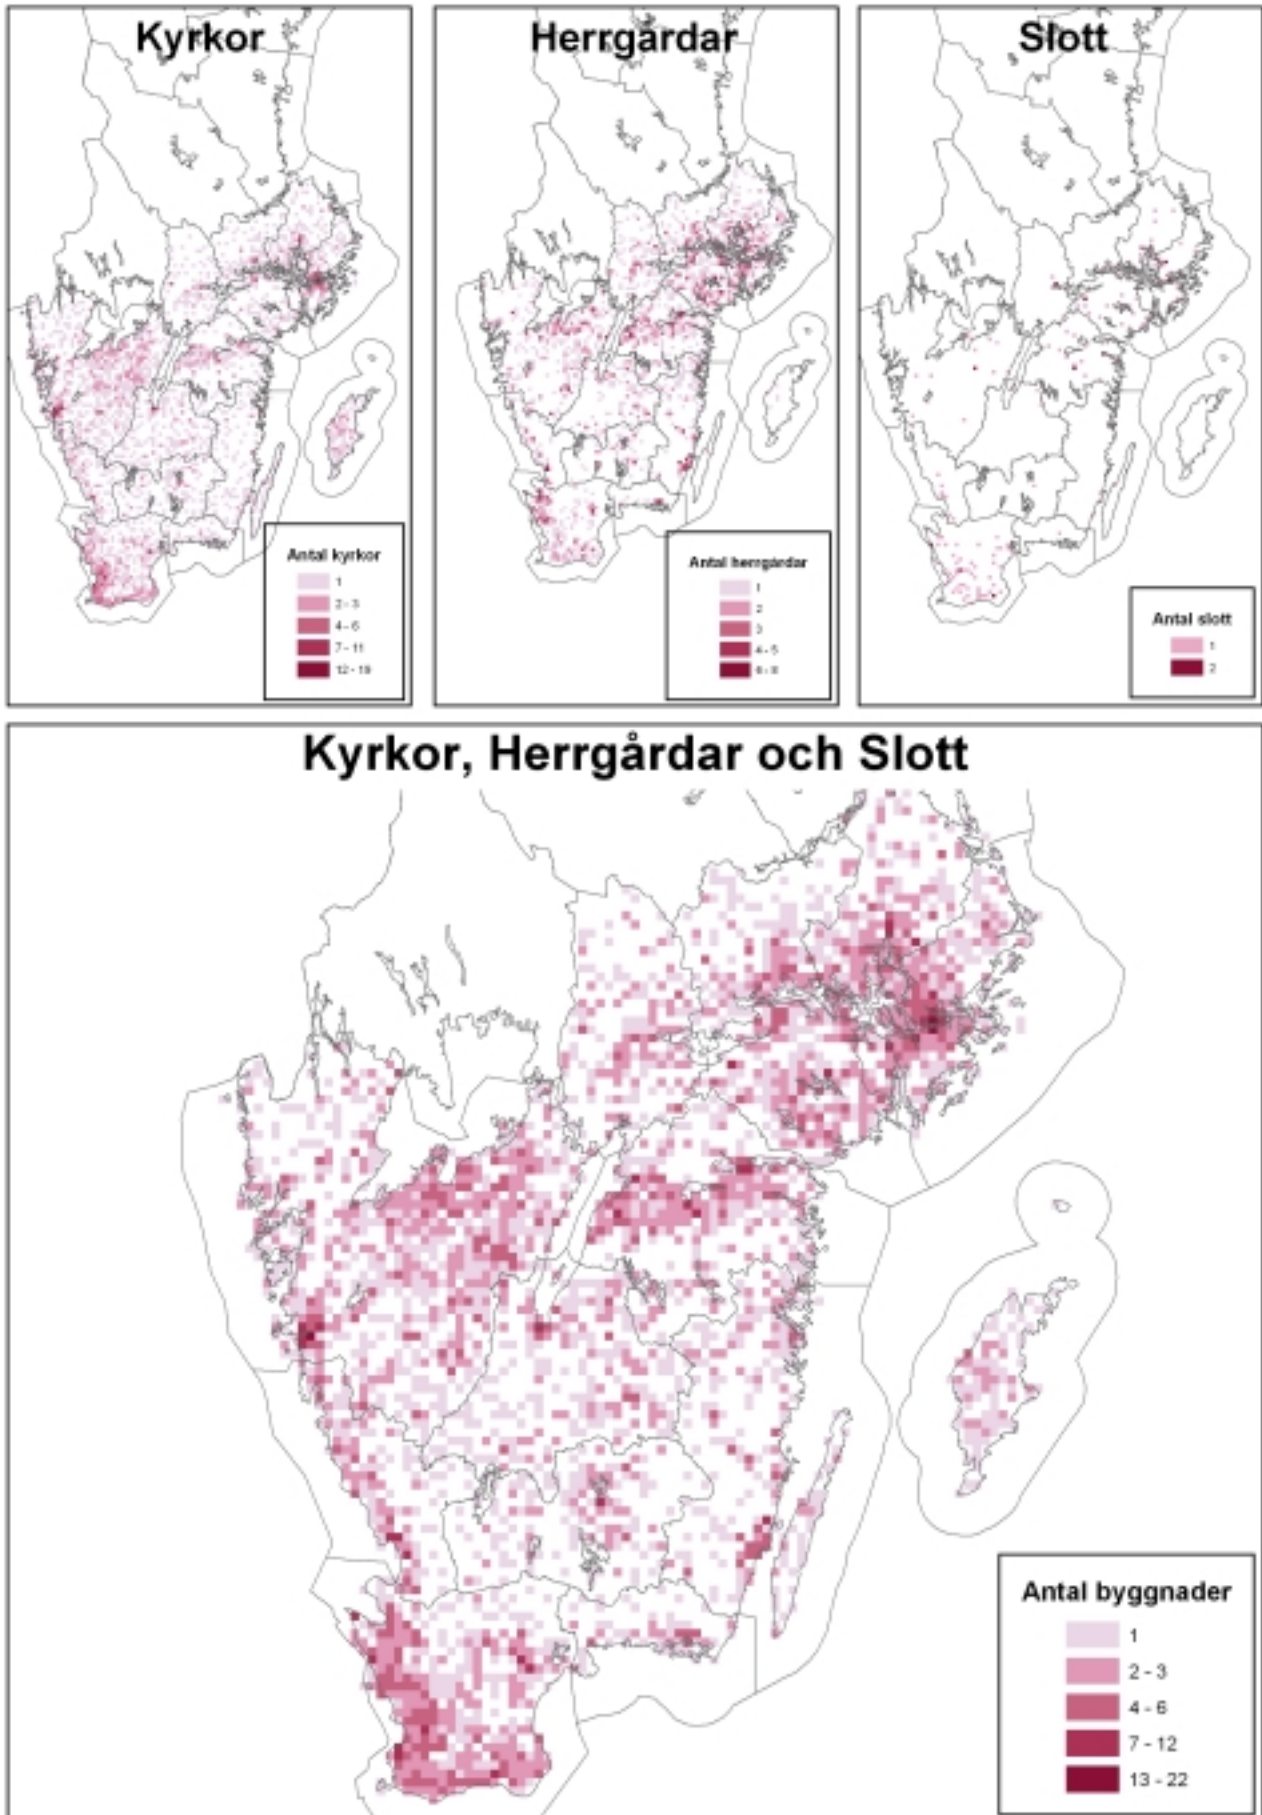 Kyrkor
Antal kyrkor
1
2 - 3
4 - 6
7 - 11
12 - 19
Herrgårdar
Antal herrgårdar
1
2
3
4 - 5
6 - 8
Slott
Antal slott
1
2
Kyrkor, Herrgårdar och Slott
Antal byggnader
1
2 - 3
4 - 6
7 - 12
13 - 22